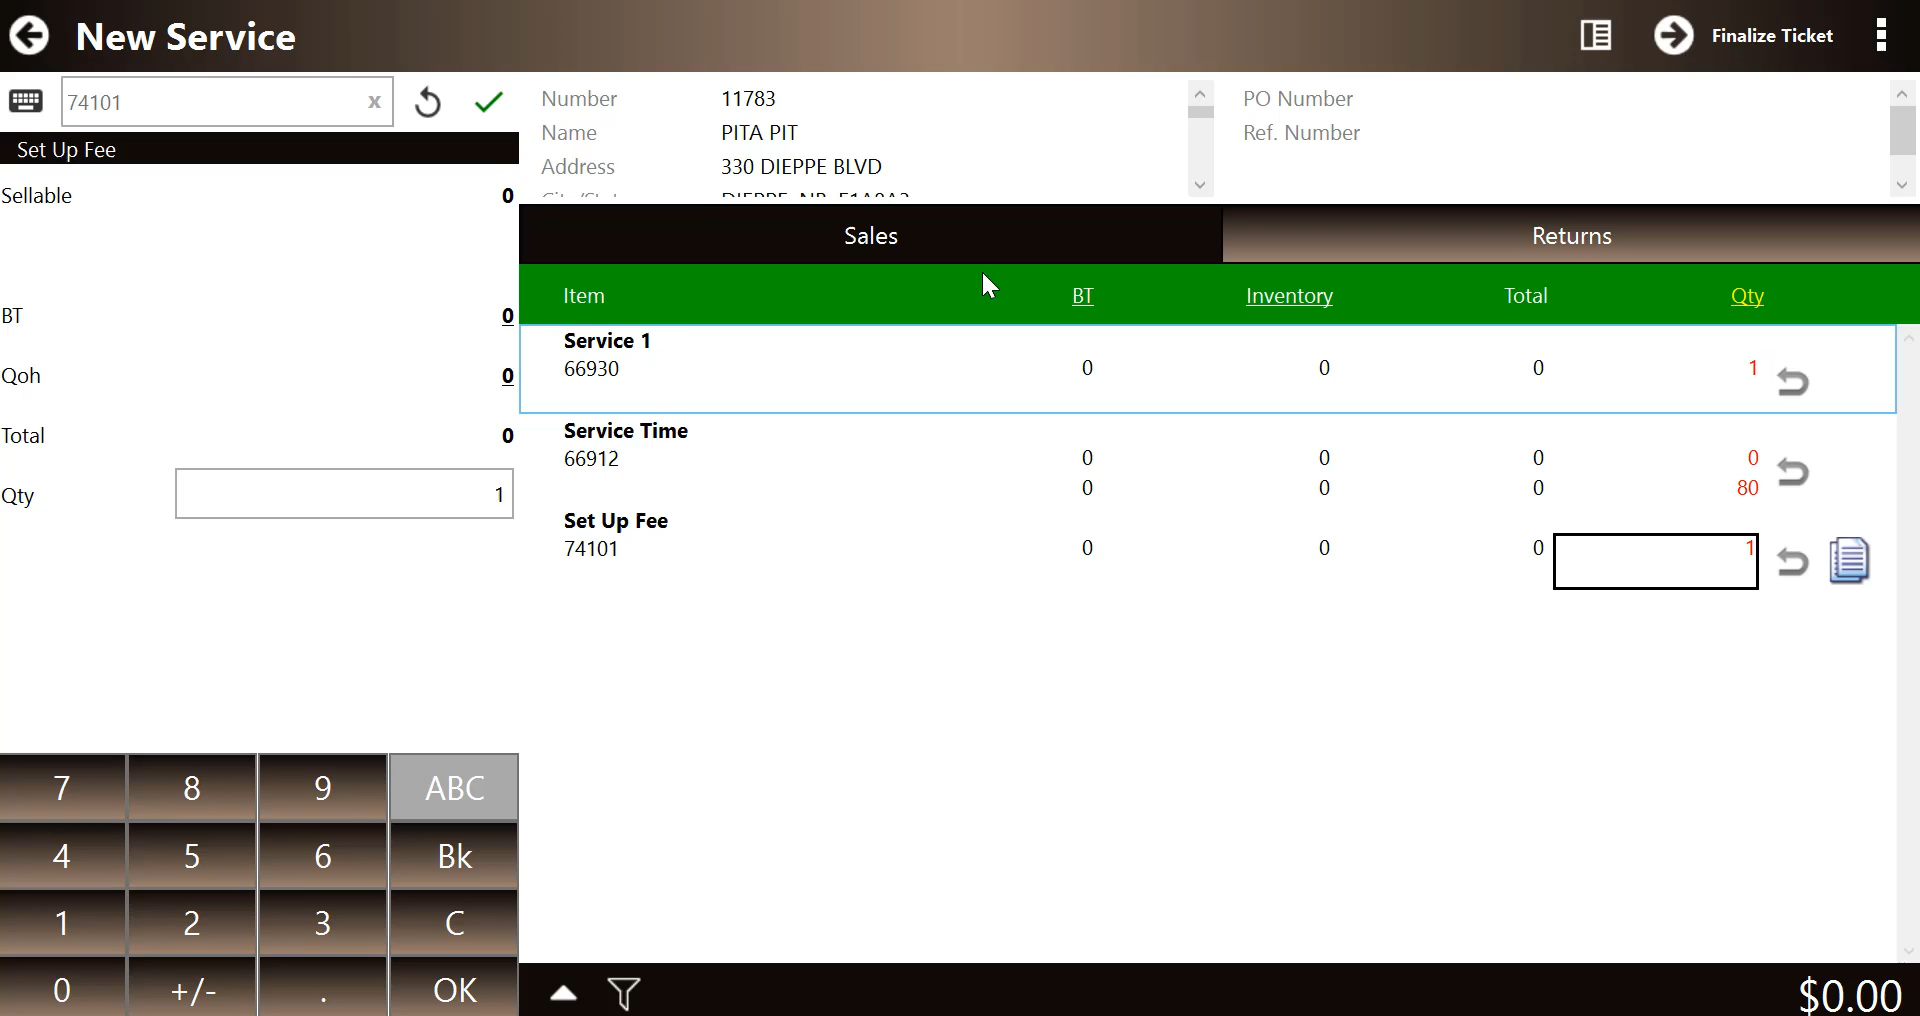 New Service
Finalize Ticket
74101
x
Set Up Fee
Sellable 0
BT 0
Qoh 0
Total 0
Qty 1
7 8 9 ABC
4 5 6 Bk
1 2 3 C
0 +/- . OK
Number 11783
Name PITA PIT
Address 330 DIEPPE BLVD
PO Number
Ref. Number
Sales Returns
Item BT Inventory Total Qty
Service 1
66930 0 0 0 1
Service Time
66912 0 0 0 0
0 0 0 80
Set Up Fee
74101 0 0 0 1
$0.00